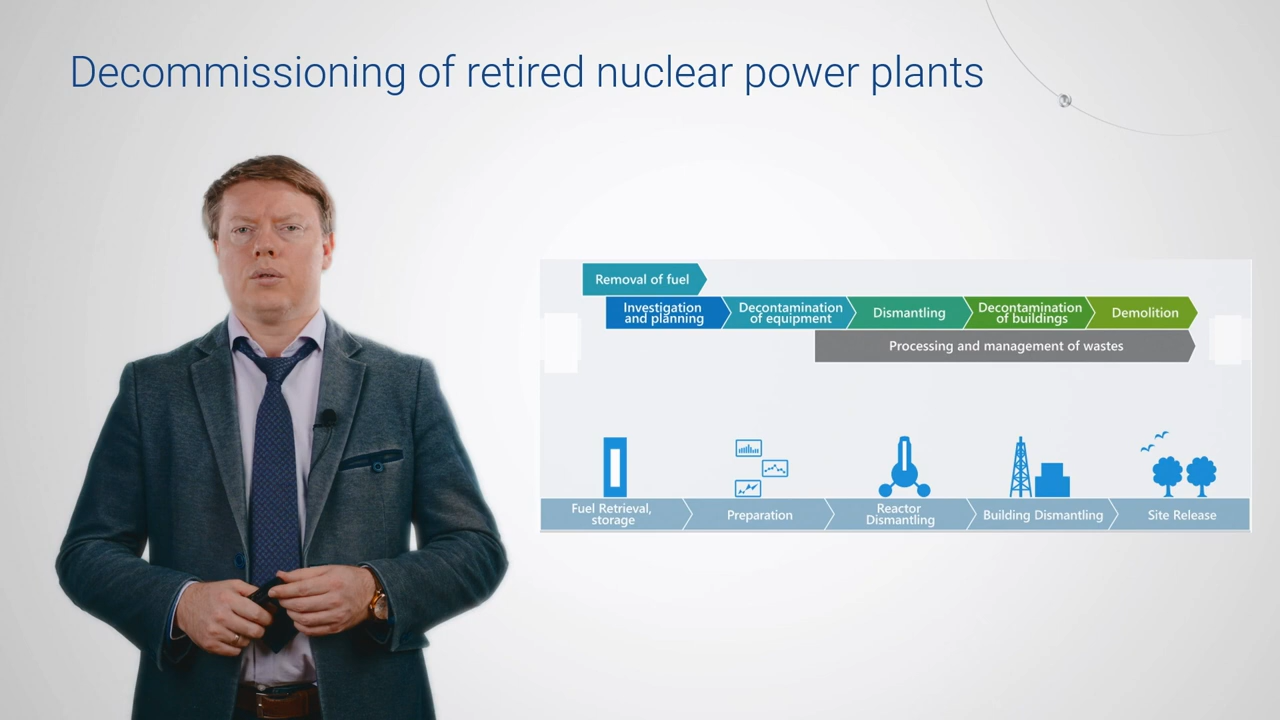 Decommissioning of retired nuclear power plants
Removal of fuel
Investigation
and planning
Decontamination
of equipment
Dismantling
Decontamination
of buildings
Demolition
Processing and management of wastes
Fuel Retrieval,
storage
Preparation
Reactor
Dismantling
Building Dismantling
Site Release